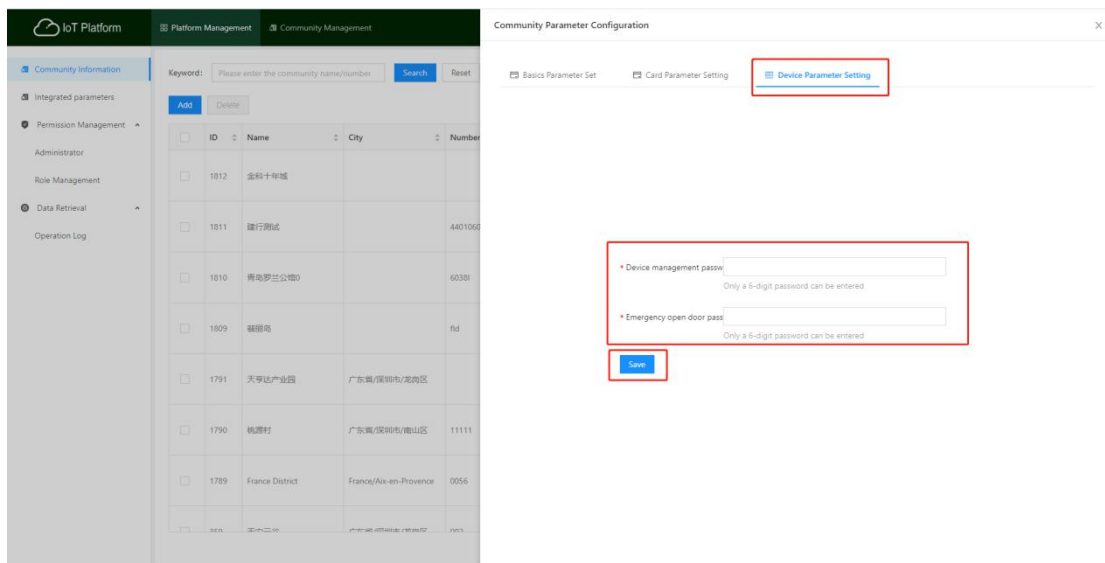 IoT Platform
Platform Management
Community Management
Community Information
Integrated parameters
Permission Management
Administrator
Role Management
Data Retrieval
Operation Log
Keyword:
Please enter the community name/number
Search
Reset
Add
Delete
ID Name City Number
1812 金科十年城
1811 建行测试 4401060
1810 青岛罗兰公馆0 6038I
1809 颐丽岛 fld
1791 天亨达产业园 广东省/深圳市/龙岗区
1790 桃源村 广东省/深圳市/南山区 11111
1789 France District France/Aix-en-Provence 0056
Community Parameter Configuration
X
Basics Parameter Set
Card Parameter Setting
Device Parameter Setting
* Device management passw
Only a 6-digit password can be entered
* Emergency open door pass
Only a 6-digit password can be entered
Save